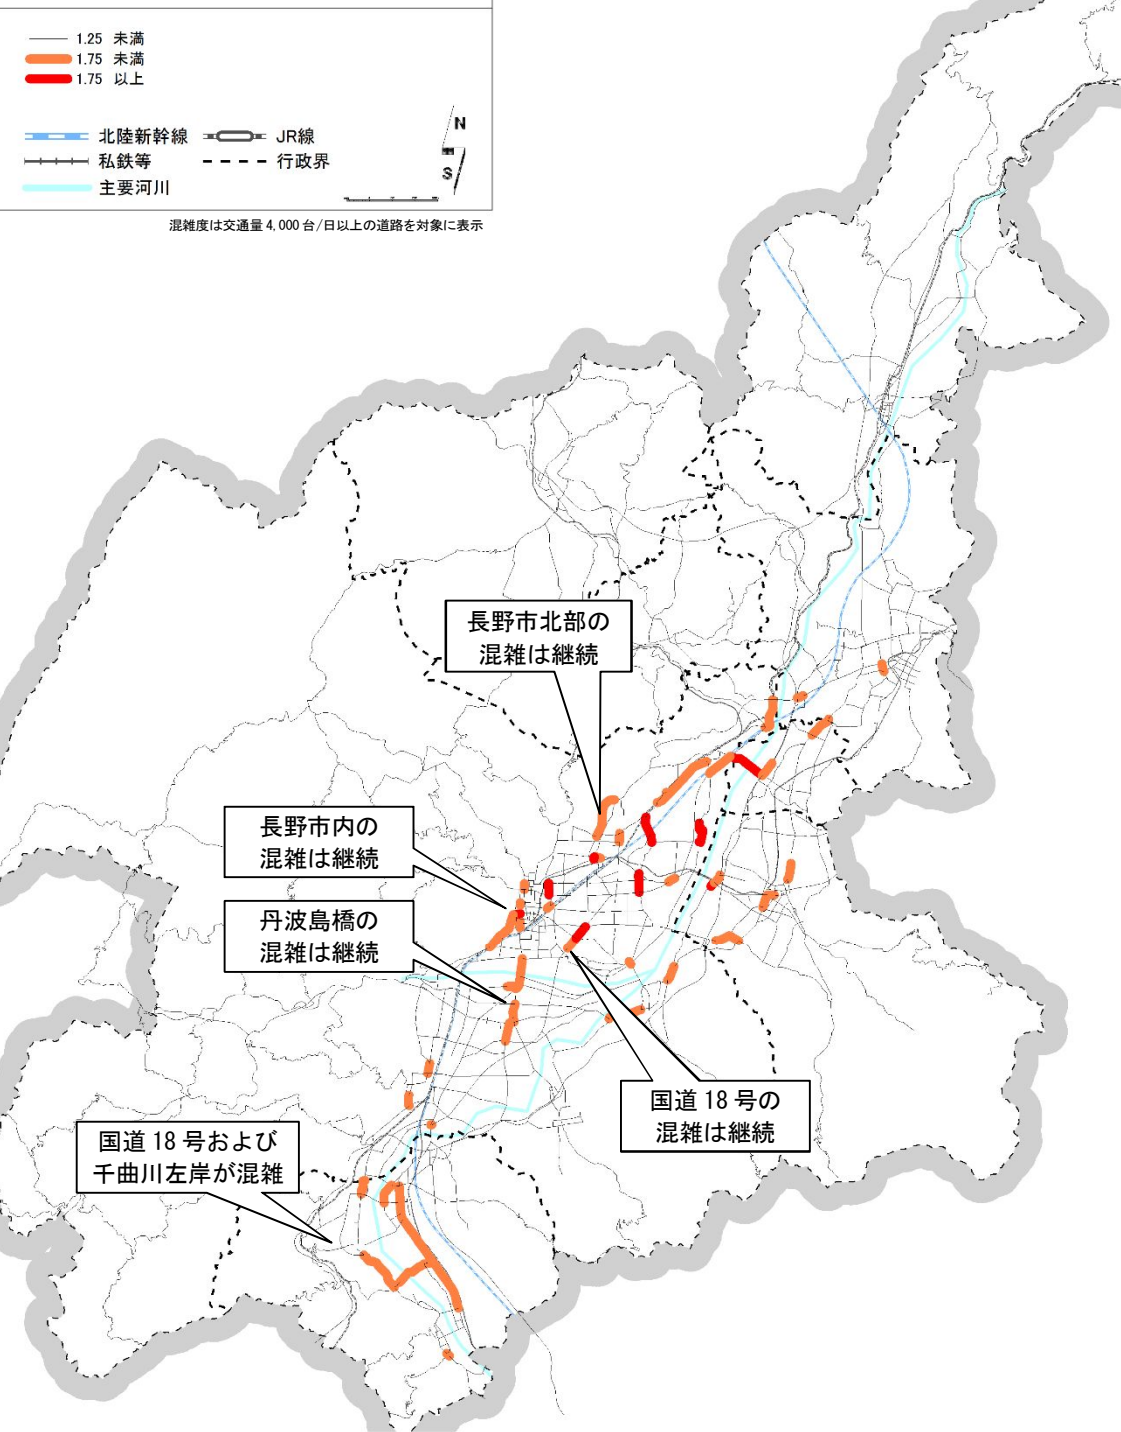 1.25 未満
1.75 未満
1.75 以上
北陸新幹線
JR線
私鉄等
行政界
主要河川
N
S
混雑度は交通量 4,000 台/日以上の道路を対象に表示
長野市北部の
混雑は継続
長野市内の
混雑は継続
丹波島橋の
混雑は継続
国道 18 号の
混雑は継続
国道 18 号および
千曲川左岸が混雑